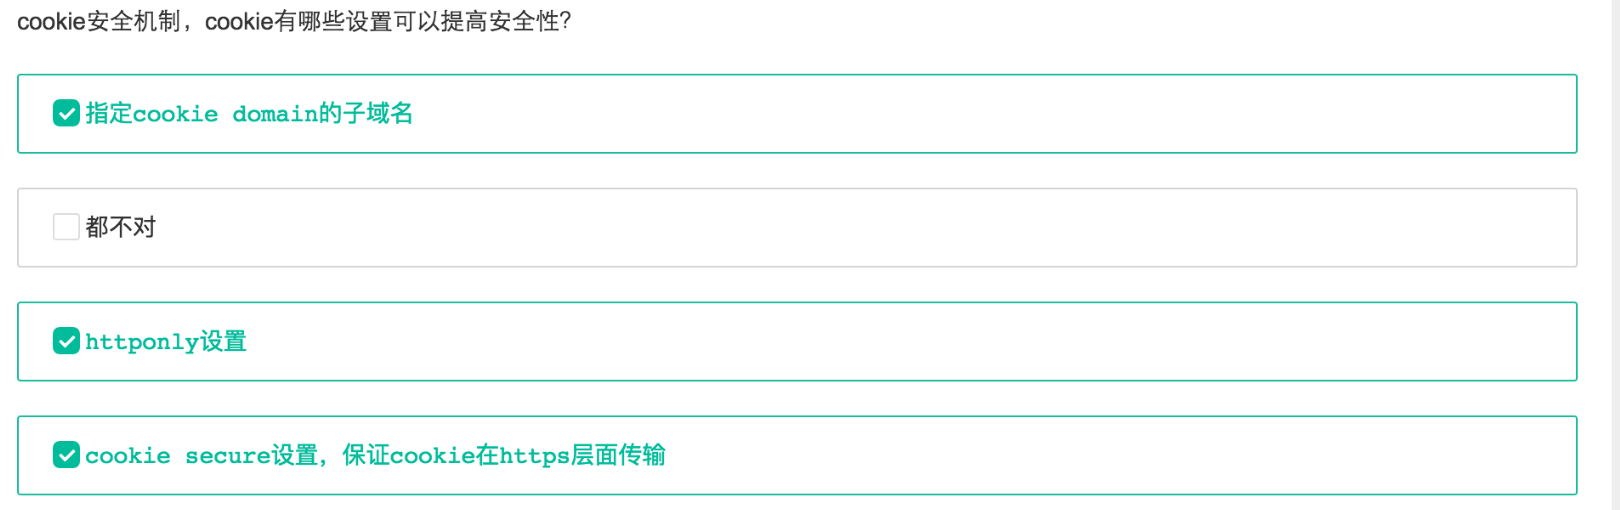 cookie安全机制，cookie有哪些设置可以提高安全性?
指定cookie domain的子域名
都不对
httponly设置
cookie secure设置，保证cookie在https层面传输